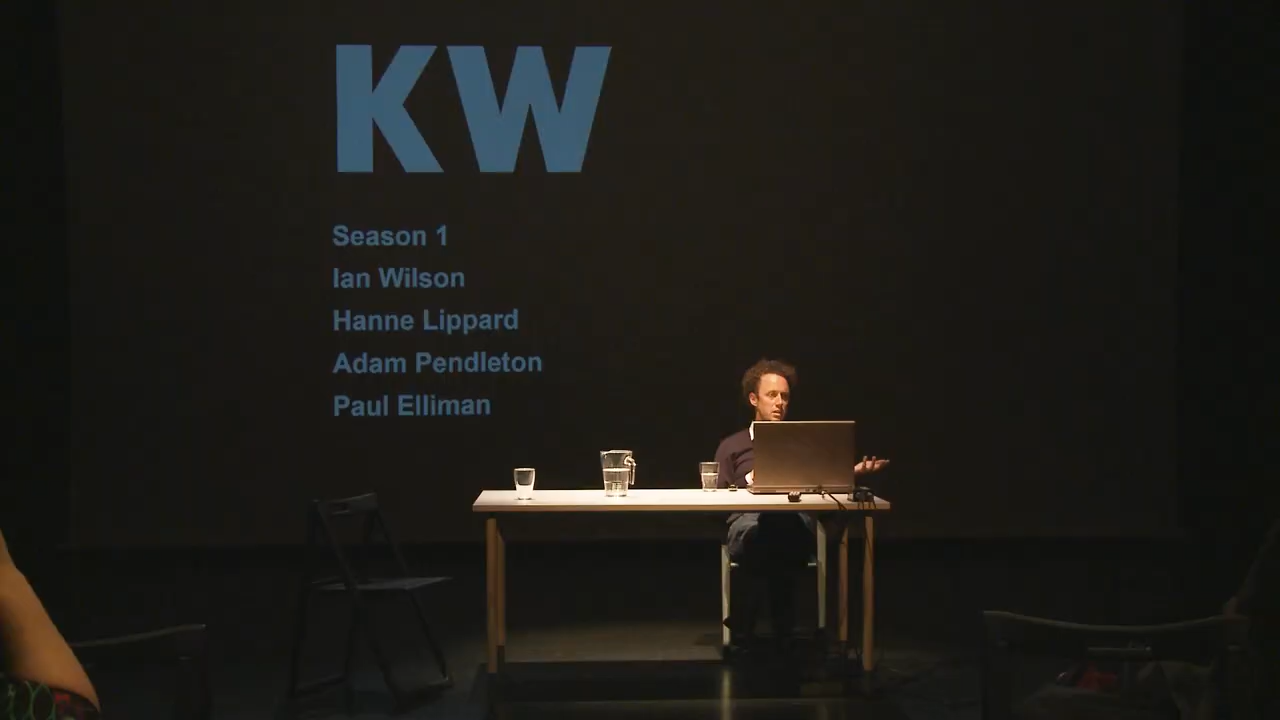 KW
Season 1
Ian Wilson
Hanne Lippard
Adam Pendleton
Paul Elliman